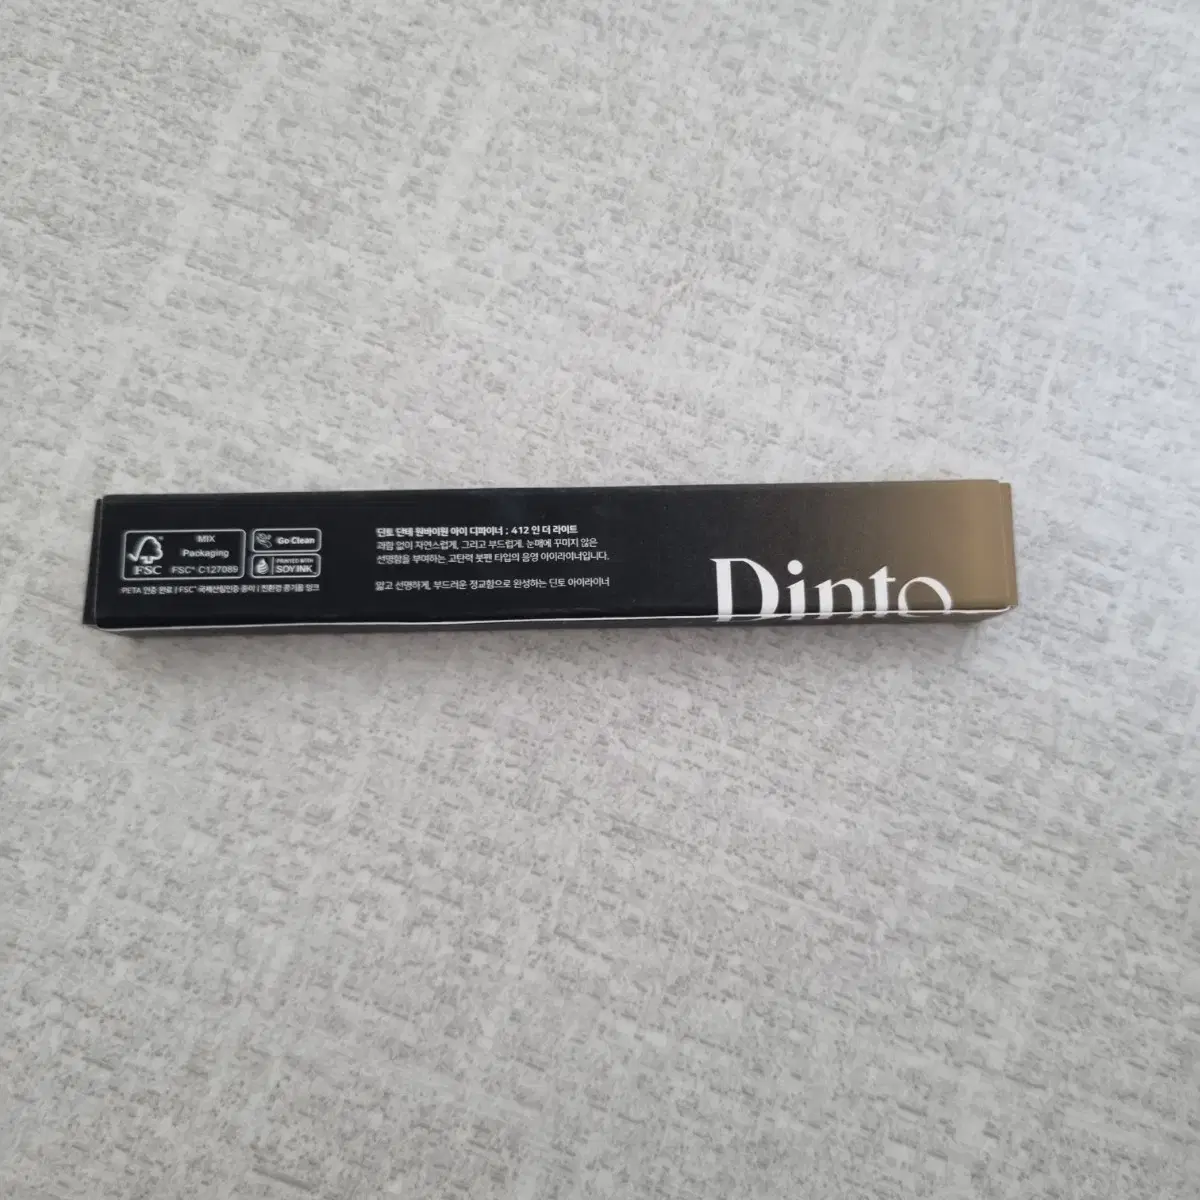 FSC
MIX
Packaging
FSC® C127089
Go-Clean
PRINTED WITH
SOY INK
PETA 인증 완료 | FSC® 국제산림인증 종이 | 친환경 콩기름 잉크
딘토 단테 원바이원 아이 디파이너 ; 412 인 더 라이트
과함 없이 자연스럽게, 그리고 부드럽게. 눈매에 꾸미지 않은
선명함을 부여하는, 고탄력 붓펜 타입의 음영 아이라이너입니다.
얇고 선명하게, 부드러운 정교함으로 완성하는 딘토 아이라이너
Dinto